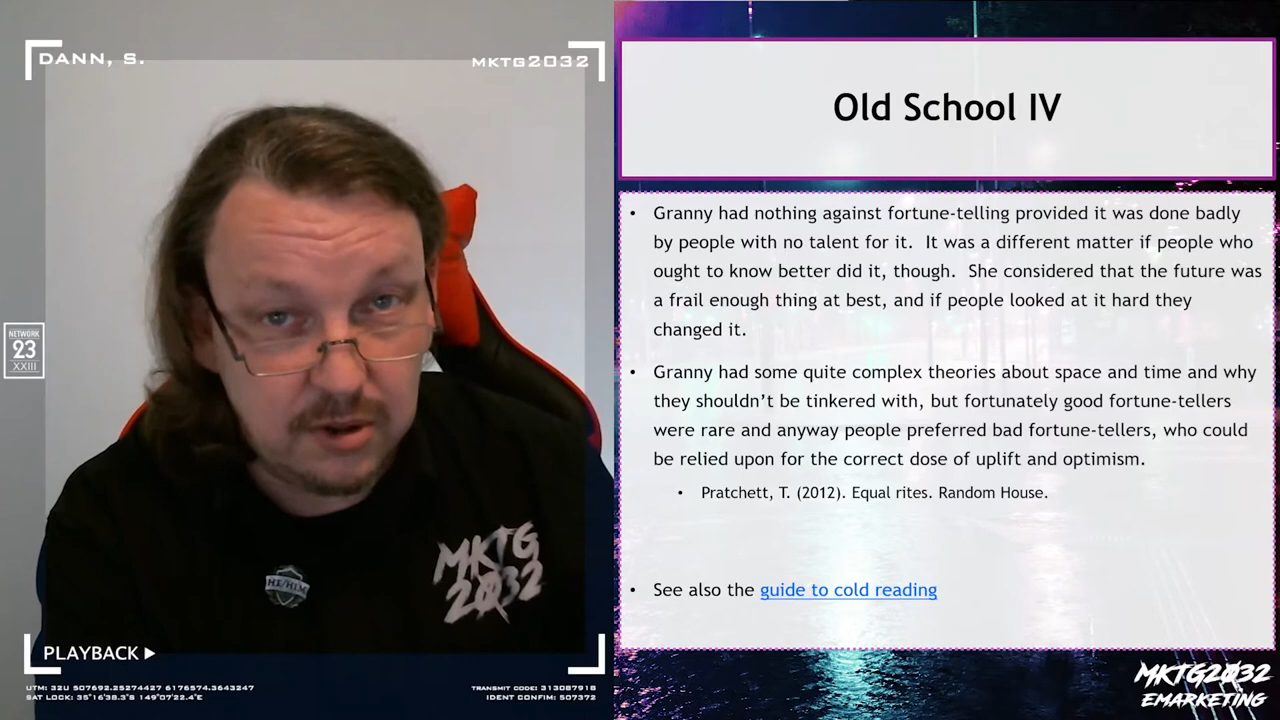 DANN, S.
MKTG2032
NETWORK
23
XXIII
HE/HIM
MKTG
2032
PLAYBACK
UTM: 32U 507692.25274427 6176574.3643247
SAT LOCK: 35°16'38.3"S 149°07'22.4"E
TRANSMIT CODE: 313087918
IDENT CONFIM: 507372
Old School IV
• Granny had nothing against fortune-telling provided it was done badly
by people with no talent for it.  It was a different matter if people who
ought to know better did it, though.  She considered that the future was
a frail enough thing at best, and if people looked at it hard they
changed it.
• Granny had some quite complex theories about space and time and why
they shouldn’t be tinkered with, but fortunately good fortune-tellers
were rare and anyway people preferred bad fortune-tellers, who could
be relied upon for the correct dose of uplift and optimism.
• Pratchett, T. (2012). Equal rites. Random House.
• See also the guide to cold reading
MKTG2032
EMARKETING